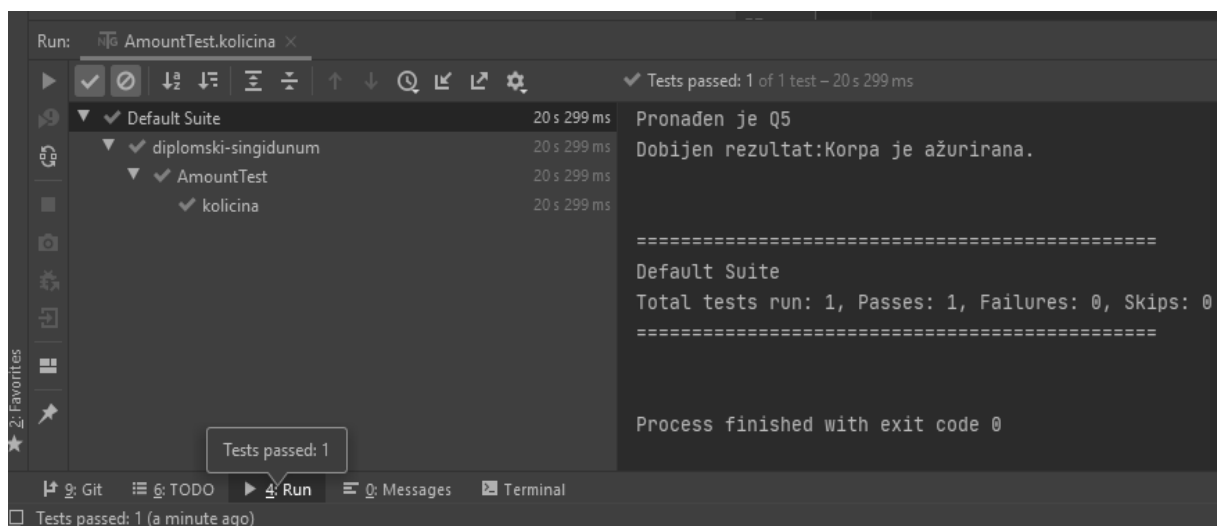 Run: AmountTest.kolicina
Tests passed: 1 of 1 test – 20 s 299 ms
Default Suite 20 s 299 ms
diplomski-singidunum 20 s 299 ms
AmountTest 20 s 299 ms
kolicina 20 s 299 ms
Pronađen je Q5
Dobijen rezultat:Korpa je ažurirana.
===============================================
Default Suite
Total tests run: 1, Passes: 1, Failures: 0, Skips: 0
===============================================
Process finished with exit code 0
2: Favorites
Tests passed: 1
9: Git 6: TODO 4: Run 0: Messages Terminal
Tests passed: 1 (a minute ago)